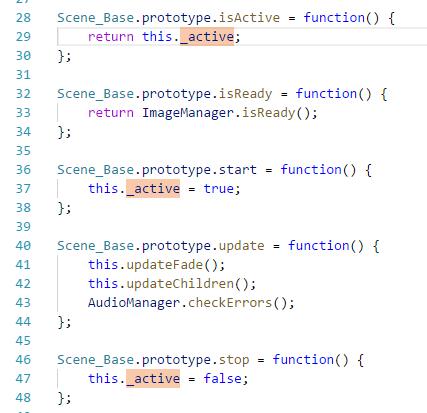 28 Scene_Base.prototype.isActive = function() {
29     return this._active;
30 };
31
32 Scene_Base.prototype.isReady = function() {
33     return ImageManager.isReady();
34 };
35
36 Scene_Base.prototype.start = function() {
37     this._active = true;
38 };
39
40 Scene_Base.prototype.update = function() {
41     this.updateFade();
42     this.updateChildren();
43     AudioManager.checkErrors();
44 };
45
46 Scene_Base.prototype.stop = function() {
47     this._active = false;
48 };